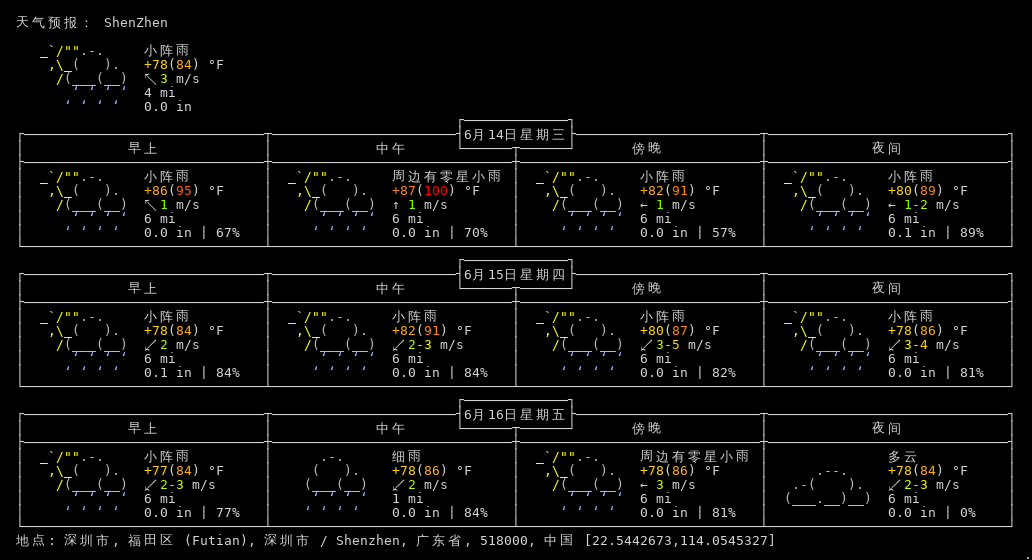 天气预报： ShenZhen
小阵雨
+78(84) °F
↖ 3 m/s
4 mi
0.0 in
6月14日星期三
早上 中午 傍晚 夜间
小阵雨 周边有零星小雨 小阵雨 小阵雨
+86(95) °F +87(100) °F +82(91) °F +80(89) °F
↖ 1 m/s ↑ 1 m/s ← 1 m/s ← 1-2 m/s
6 mi 6 mi 6 mi 6 mi
0.0 in | 67% 0.0 in | 70% 0.0 in | 57% 0.1 in | 89%
6月15日星期四
早上 中午 傍晚 夜间
小阵雨 小阵雨 小阵雨 小阵雨
+78(84) °F +82(91) °F +80(87) °F +78(86) °F
↙ 2 m/s ↙ 2-3 m/s ↙ 3-5 m/s ↙ 3-4 m/s
6 mi 6 mi 6 mi 6 mi
0.1 in | 84% 0.0 in | 84% 0.0 in | 82% 0.0 in | 81%
6月16日星期五
早上 中午 傍晚 夜间
小阵雨 细雨 周边有零星小雨 多云
+77(84) °F +78(86) °F +78(86) °F +78(84) °F
↙ 2-3 m/s ↙ 2 m/s ← 3 m/s ↙ 2-3 m/s
6 mi 1 mi 6 mi 6 mi
0.0 in | 77% 0.0 in | 84% 0.0 in | 81% 0.0 in | 0%
地点: 深圳市, 福田区 (Futian), 深圳市 / Shenzhen, 广东省, 518000, 中国 [22.5442673,114.0545327]